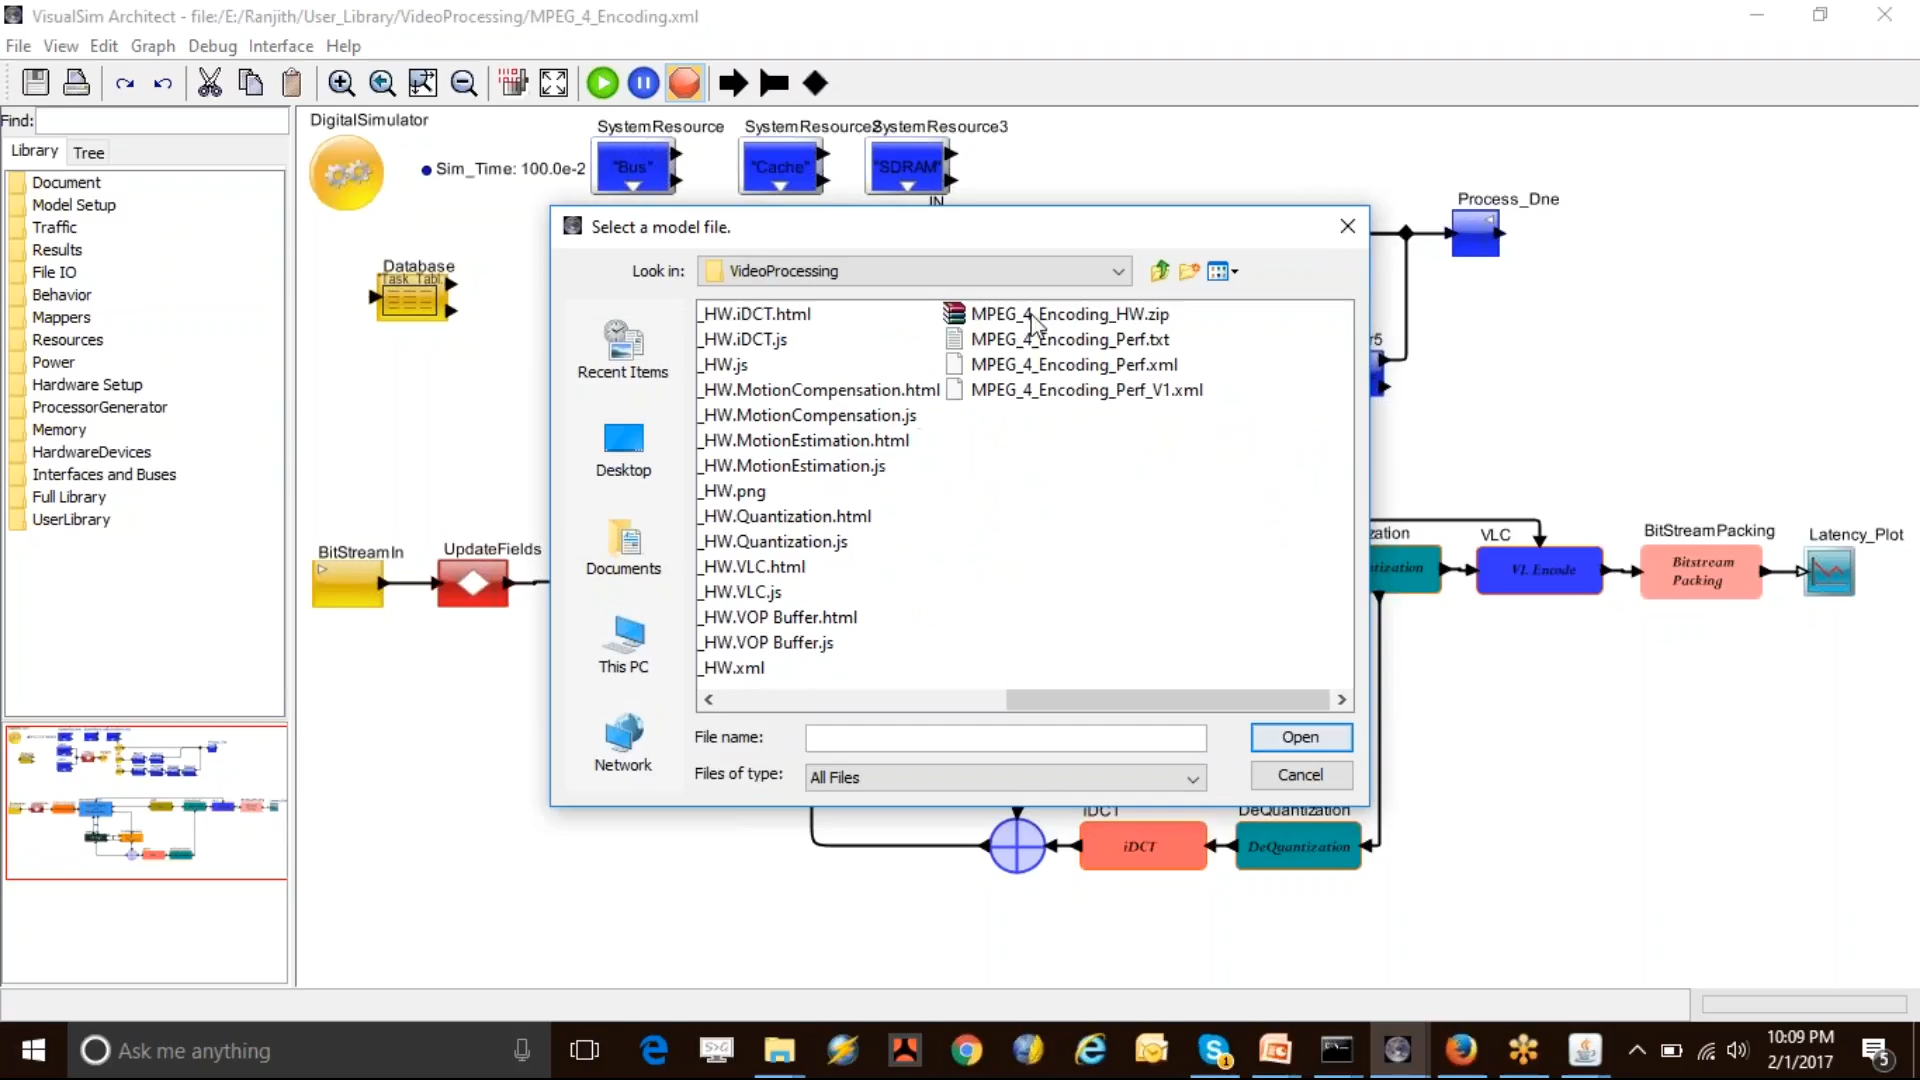 VisualSim Architect - file:/E:/Ranjith/User_Library/VideoProcessing/MPEG_4_Encoding.xml
File View Edit Graph Debug Interface Help
Find:
Library Tree
Document
Model Setup
Traffic
Results
File IO
Behavior
Mappers
Resources
Power
Hardware Setup
ProcessorGenerator
Memory
HardwareDevices
Interfaces and Buses
Full Library
UserLibrary
DigitalSimulator
Sim_Time: 100.0e-2
SystemResource
"Bus"
SystemResource2
"Cache"
SystemResource3
"SDRAM"
IN
Process_Dne
Database
Task_Tabl.
r5
BitStreamIn
UpdateFields
Select a model file.
Look in: VideoProcessing
Recent Items
Desktop
Documents
This PC
Network
_HW.iDCT.html
_HW.iDCT.js
_HW.js
_HW.MotionCompensation.html
_HW.MotionCompensation.js
_HW.MotionEstimation.html
_HW.MotionEstimation.js
_HW.png
_HW.Quantization.html
_HW.Quantization.js
_HW.VLC.html
_HW.VLC.js
_HW.VOP Buffer.html
_HW.VOP Buffer.js
_HW.xml
MPEG_4_Encoding_HW.zip
MPEG_4_Encoding_Perf.txt
MPEG_4_Encoding_Perf.xml
MPEG_4_Encoding_Perf_V1.xml
File name:
Open
Files of type: All Files
Cancel
zation
tization
VLC
VL Encode
BitStreamPacking
Bitstream
Packing
Latency_Plot
iDCT
iDCT
DeQuantization
DeQuantization
Ask me anything
1
10:09 PM
2/1/2017
5